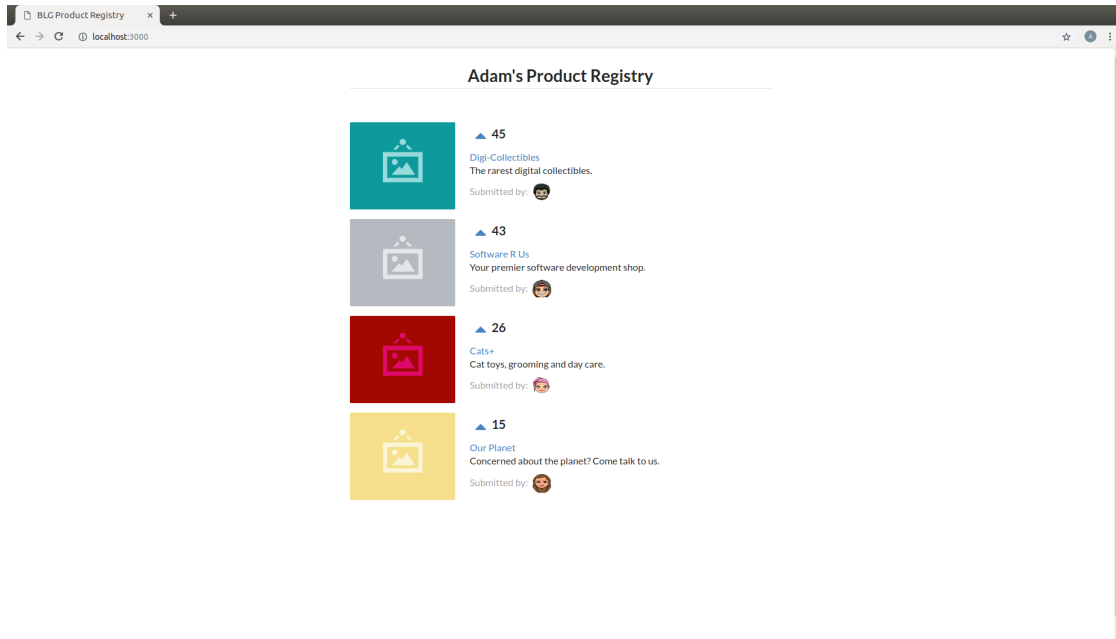 BLG Product Registry
localhost:3000
A
Adam's Product Registry
45
Digi-Collectibles
The rarest digital collectibles.
Submitted by:
43
Software R Us
Your premier software development shop.
Submitted by:
26
Cats+
Cat toys, grooming and day care.
Submitted by:
15
Our Planet
Concerned about the planet? Come talk to us.
Submitted by: